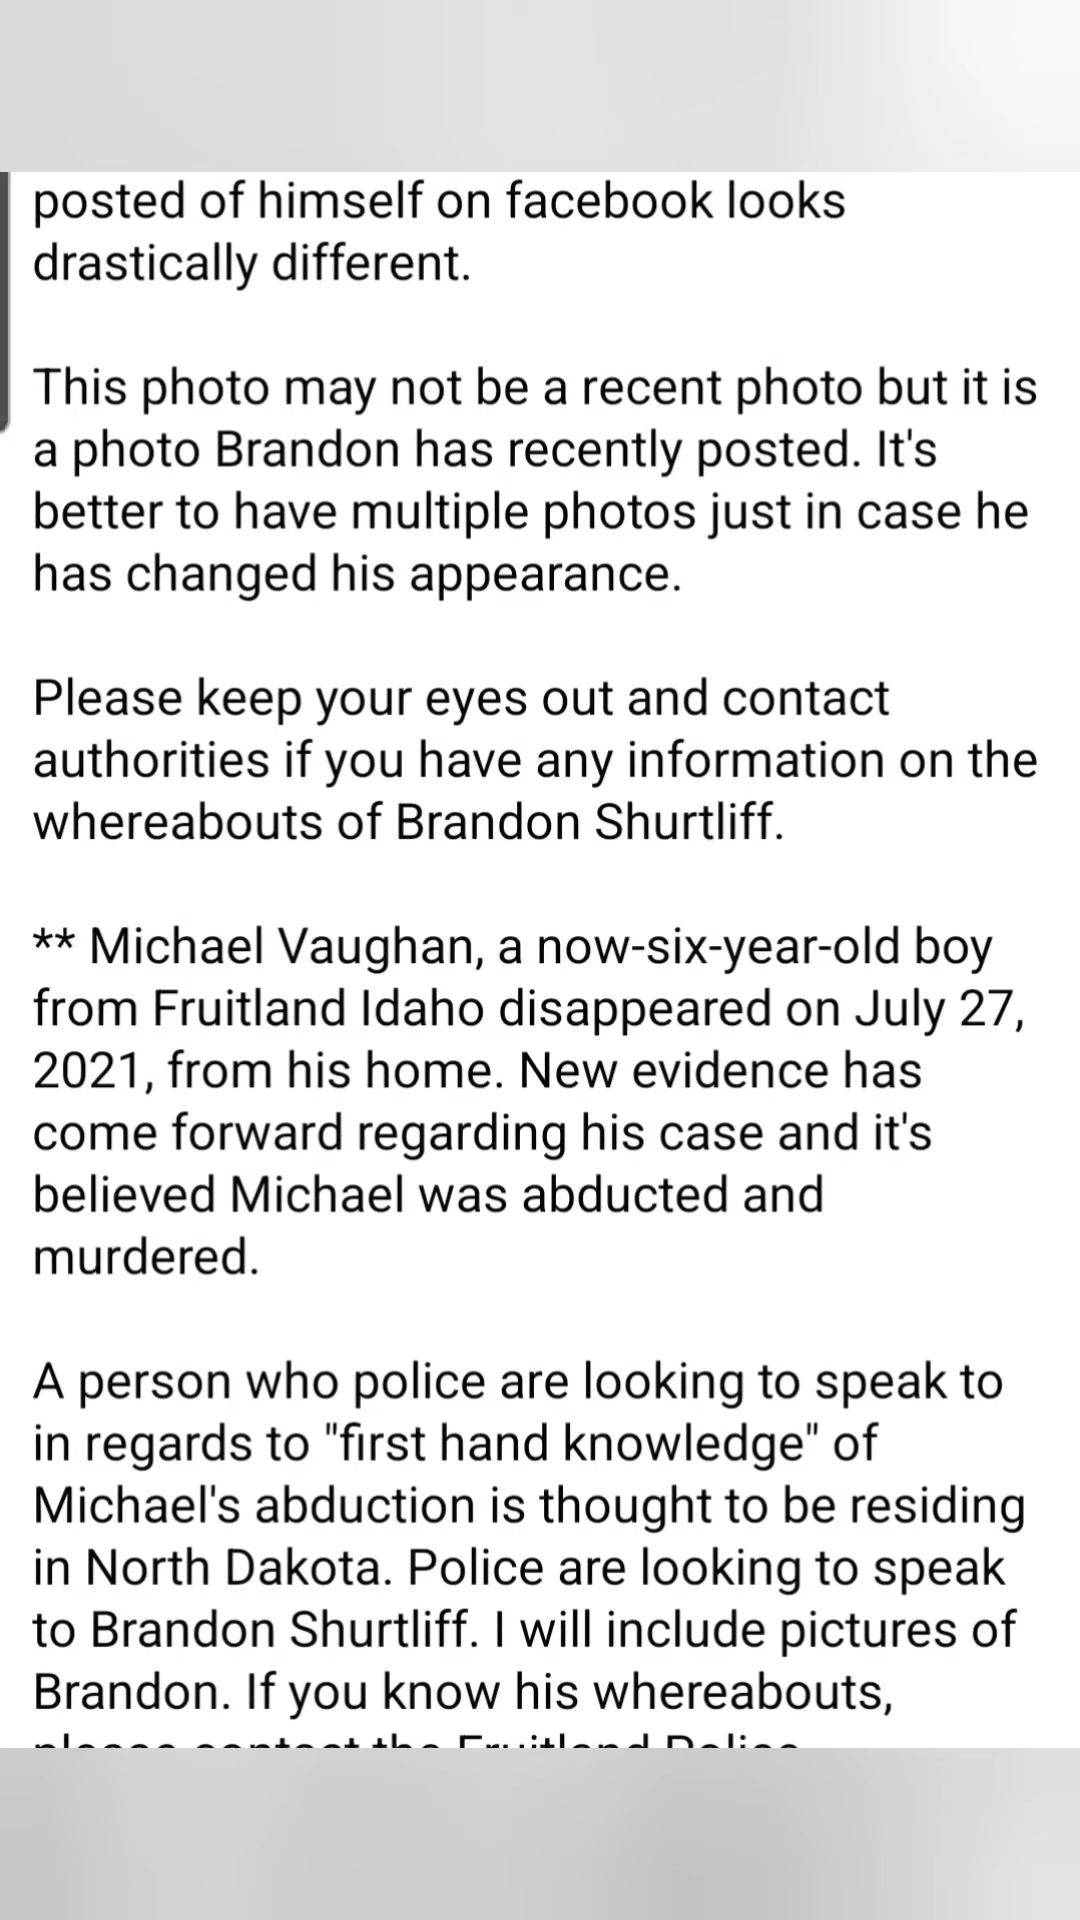 posted of himself on facebook looks
drastically different.
This photo may not be a recent photo but it is
a photo Brandon has recently posted. It's
better to have multiple photos just in case he
has changed his appearance.
Please keep your eyes out and contact
authorities if you have any information on the
whereabouts of Brandon Shurtliff.
** Michael Vaughan, a now-six-year-old boy
from Fruitland Idaho disappeared on July 27,
2021, from his home. New evidence has
come forward regarding his case and it's
believed Michael was abducted and
murdered.
A person who police are looking to speak to
in regards to "first hand knowledge" of
Michael's abduction is thought to be residing
in North Dakota. Police are looking to speak
to Brandon Shurtliff. I will include pictures of
Brandon. If you know his whereabouts,
please contact the Fruitland Police